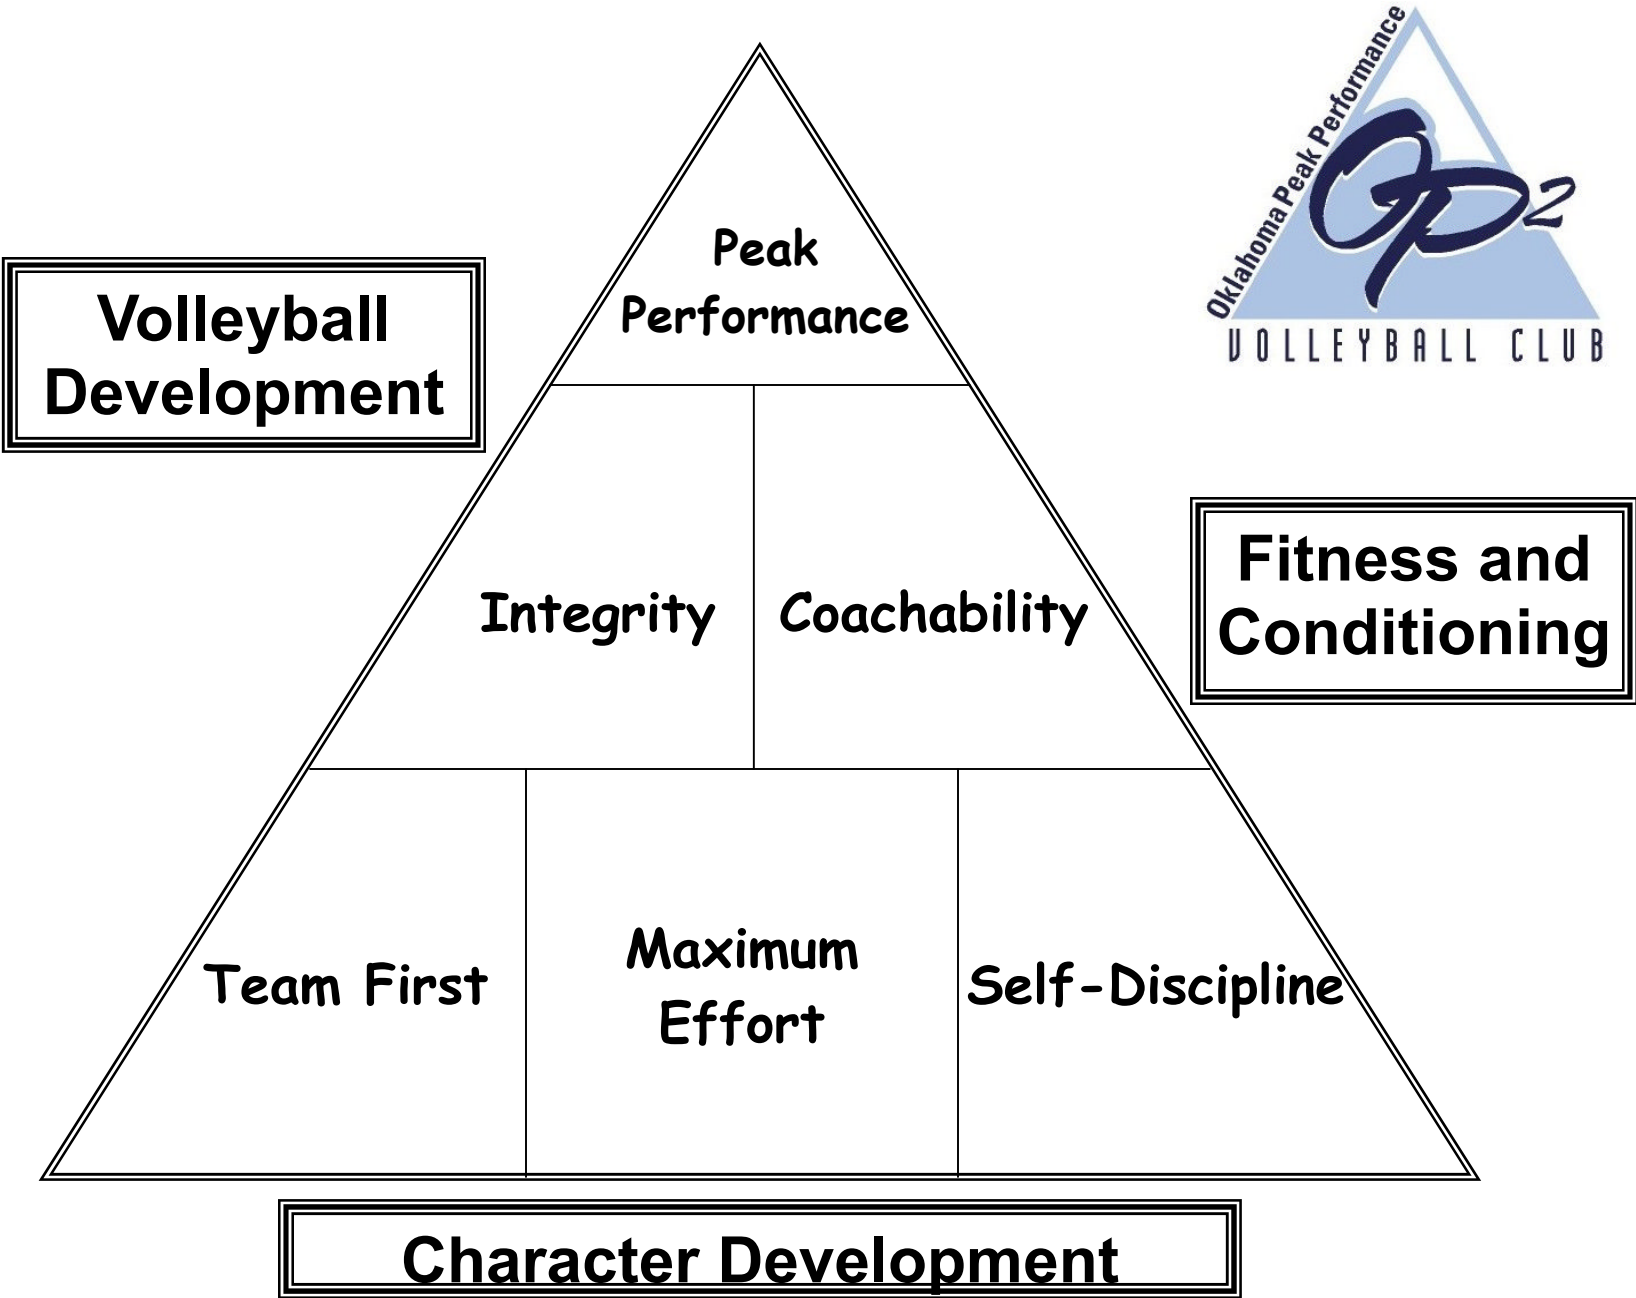 Oklahoma Peak Performance
OP2
VOLLEYBALL CLUB
Peak
Performance
Volleyball
Development
Fitness and
Conditioning
Integrity
Coachability
Team First
Maximum
Effort
Self-Discipline
Character Development